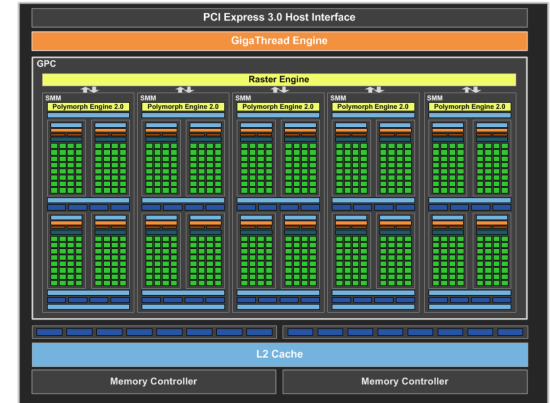 PCI Express 3.0 Host Interface
GigaThread Engine
GPC
Raster Engine
SMM
Polymorph Engine 2.0
SMM
Polymorph Engine 2.0
SMM
Polymorph Engine 2.0
SMM
Polymorph Engine 2.0
SMM
Polymorph Engine 2.0
L2 Cache
Memory Controller
Memory Controller